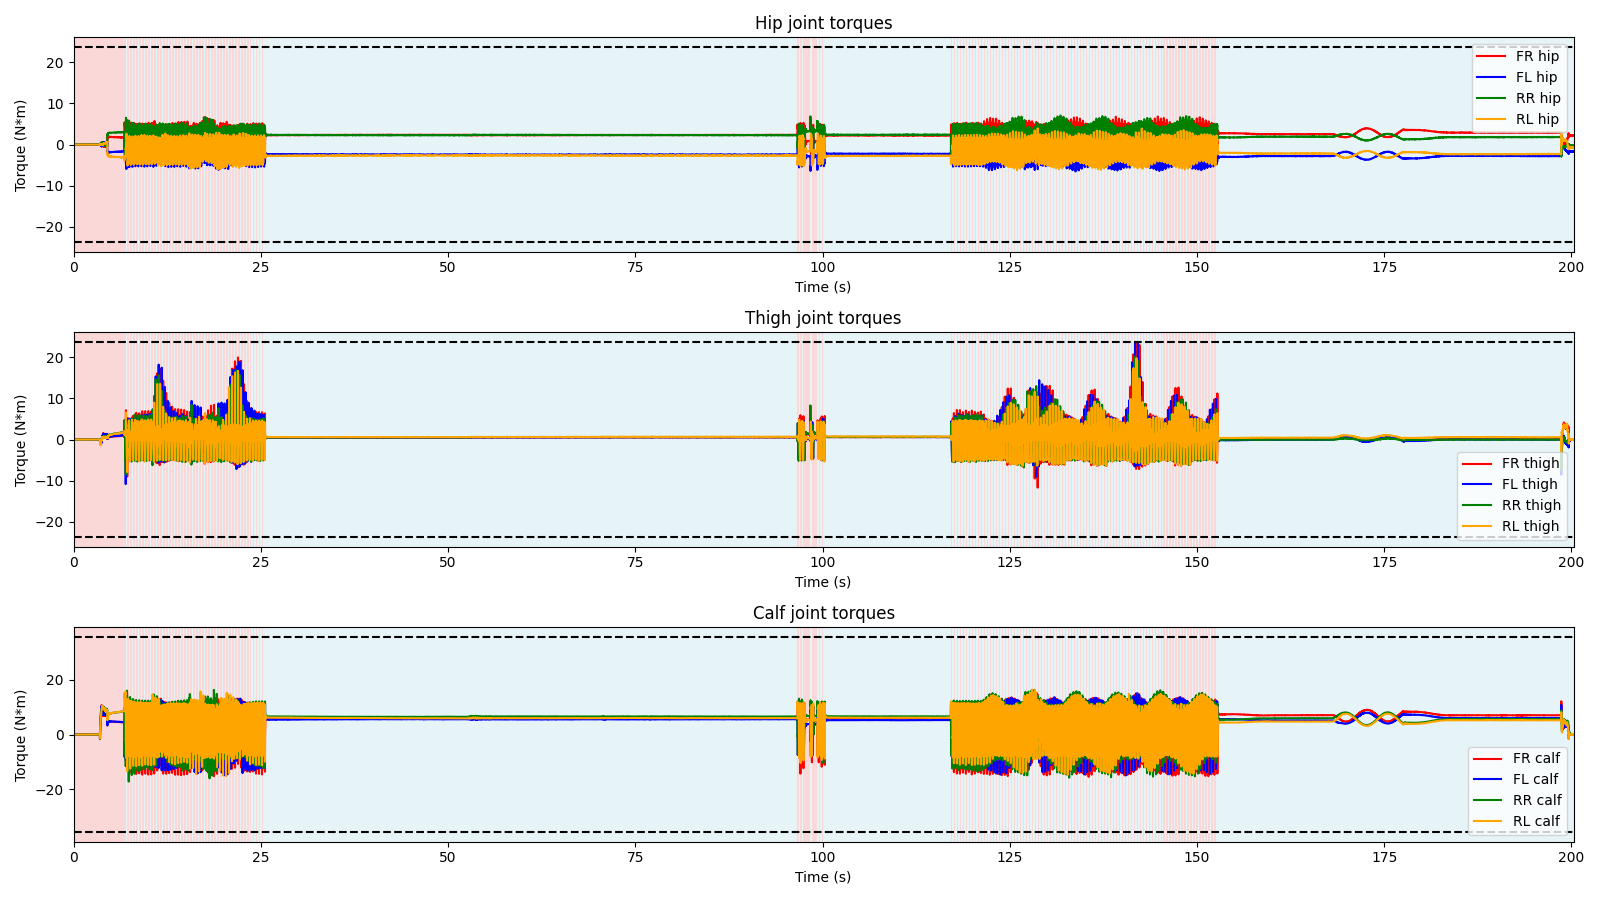 Hip joint torques
Torque (N*m)
20
10
0
−10
−20
FR hip
FL hip
RR hip
RL hip
0 25 50 75 100 125 150 175 200
Time (s)
Thigh joint torques
Torque (N*m)
20
10
0
−10
−20
FR thigh
FL thigh
RR thigh
RL thigh
0 25 50 75 100 125 150 175 200
Time (s)
Calf joint torques
Torque (N*m)
20
0
−20
FR calf
FL calf
RR calf
RL calf
0 25 50 75 100 125 150 175 200
Time (s)